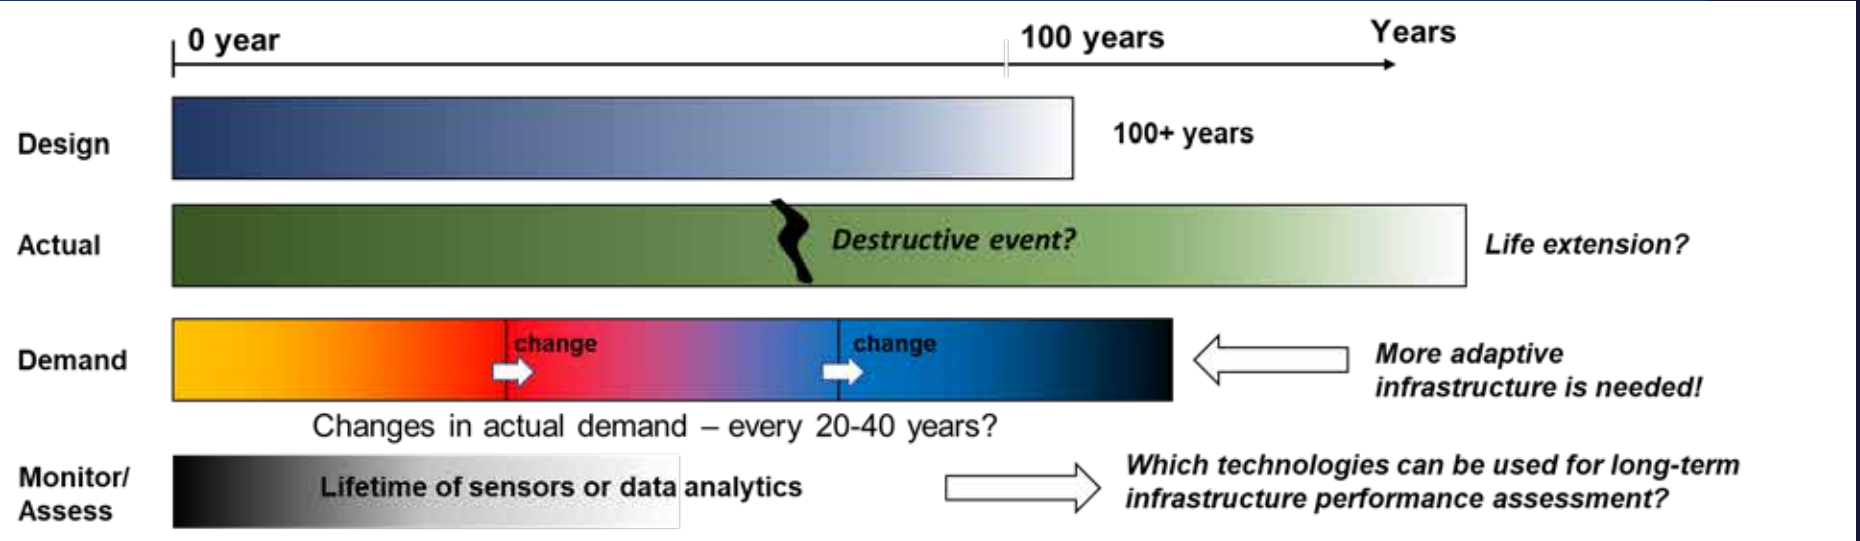 0 year
100 years
Years
Design
100+ years
Actual
Destructive event?
Life extension?
Demand
change
change
More adaptive
infrastructure is needed!
Changes in actual demand – every 20-40 years?
Monitor/
Assess
Lifetime of sensors or data analytics
Which technologies can be used for long-term
infrastructure performance assessment?